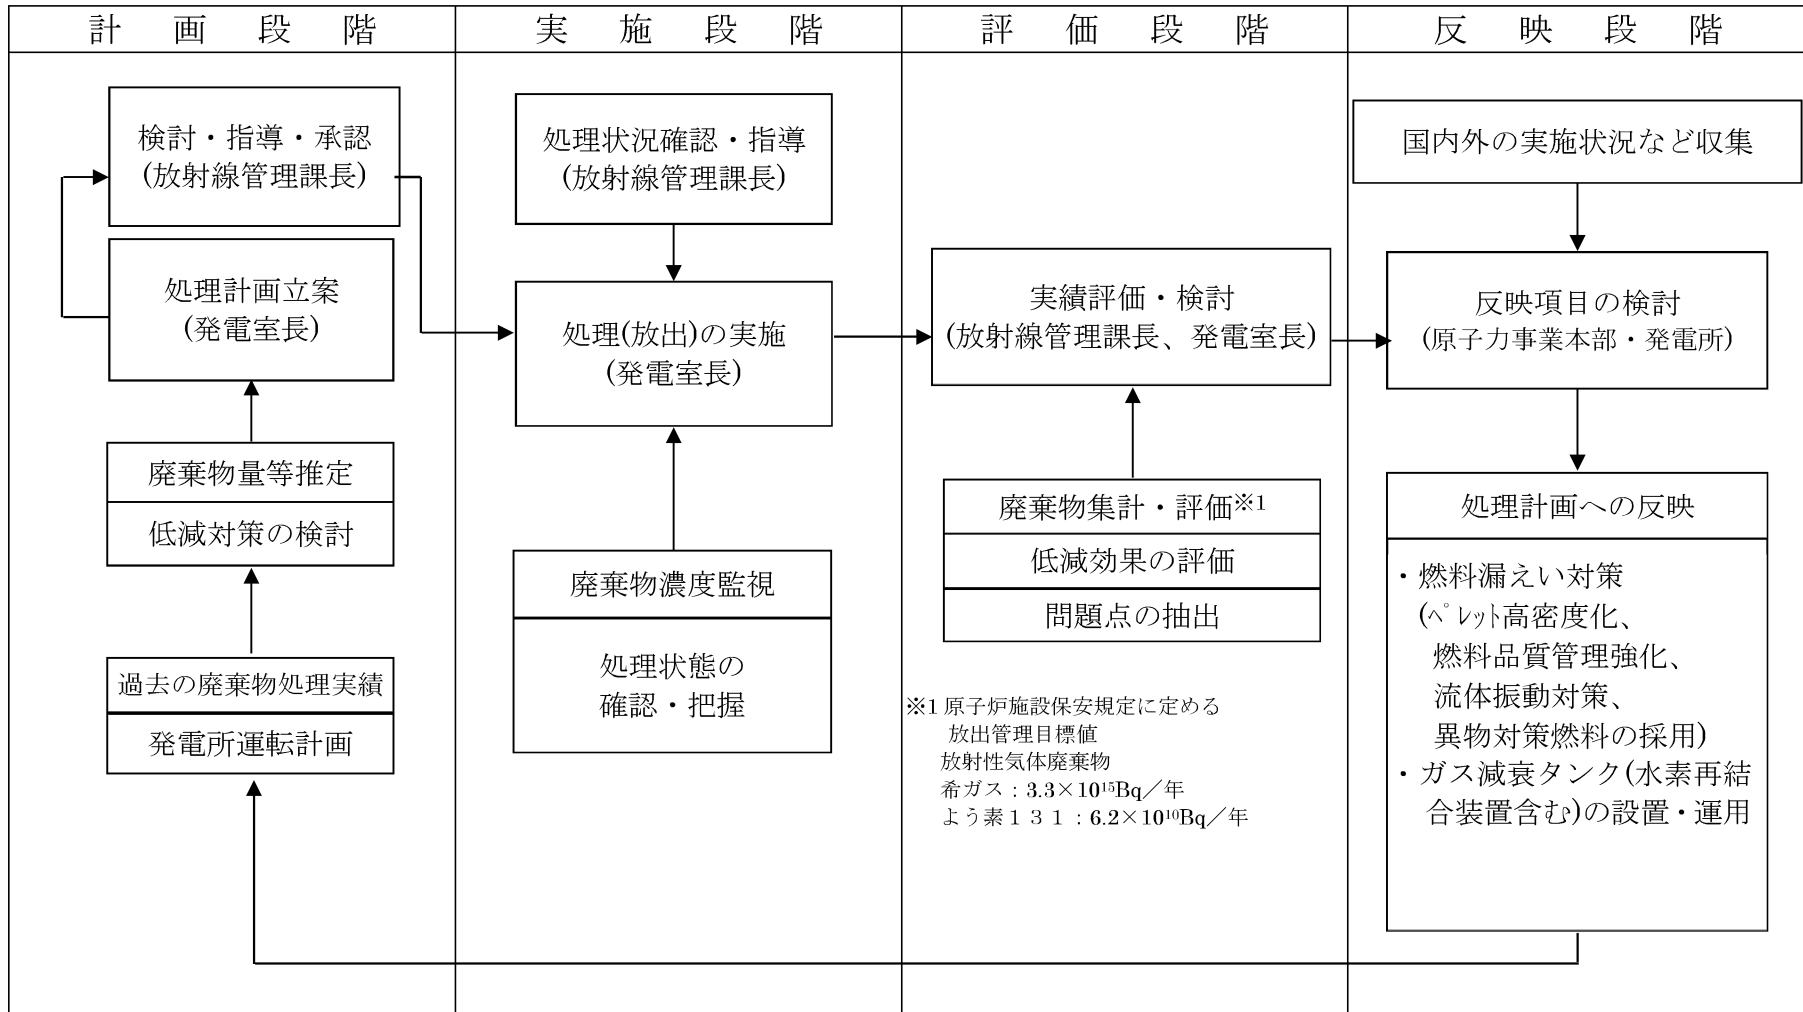 計画段階
実施段階
評価段階
反映段階
検討・指導・承認
(放射線管理課長)
処理計画立案
(発電室長)
廃棄物量等推定
低減対策の検討
過去の廃棄物処理実績
発電所運転計画
処理状況確認・指導
(放射線管理課長)
処理(放出)の実施
(発電室長)
廃棄物濃度監視
処理状態の
確認・把握
実績評価・検討
(放射線管理課長、発電室長)
廃棄物集計・評価※1
低減効果の評価
問題点の抽出
※1 原子炉施設保安規定に定める
放出管理目標値
放射性気体廃棄物
希ガス：3.3×10¹⁵Bq／年
よう素１３１：6.2×10¹⁰Bq／年
国内外の実施状況など収集
反映項目の検討
(原子力事業本部・発電所)
処理計画への反映
・燃料漏えい対策
(ﾍﾟﾚｯﾄ高密度化、
燃料品質管理強化、
流体振動対策、
異物対策燃料の採用)
・ガス減衰タンク(水素再結
合装置含む)の設置・運用